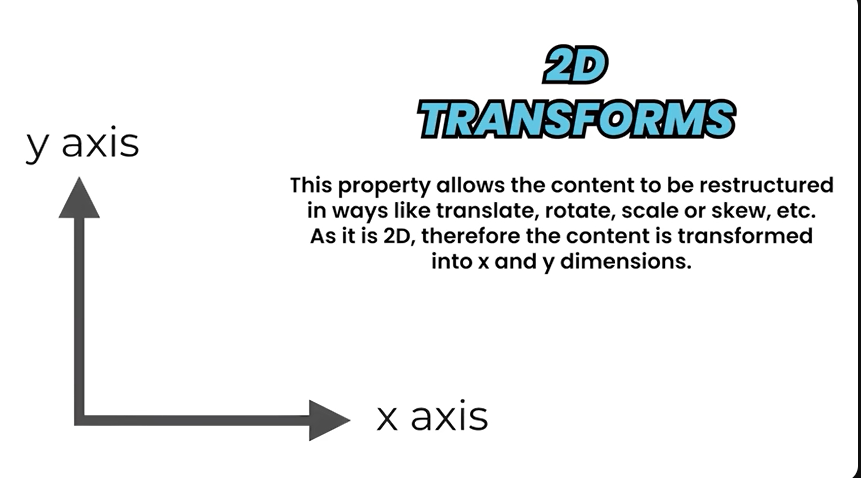 2D
TRANSFORMS
y axis
This property allows the content to be restructured
in ways like translate, rotate, scale or skew, etc.
As it is 2D, therefore the content is transformed
into x and y dimensions.
x axis